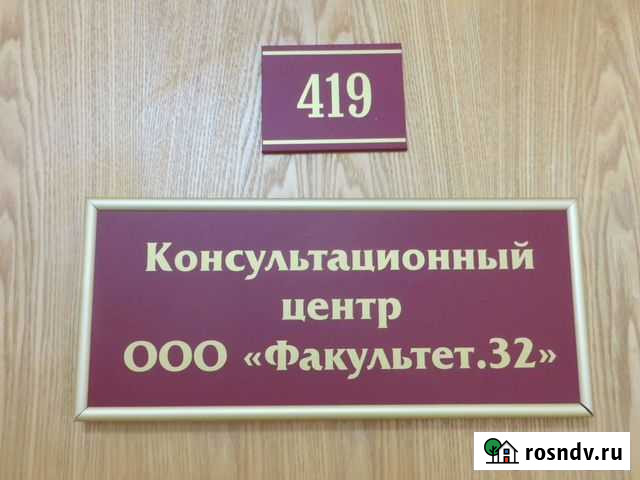 419
Консультационный
центр
ООО «Факультет.32»
rosndv.ru